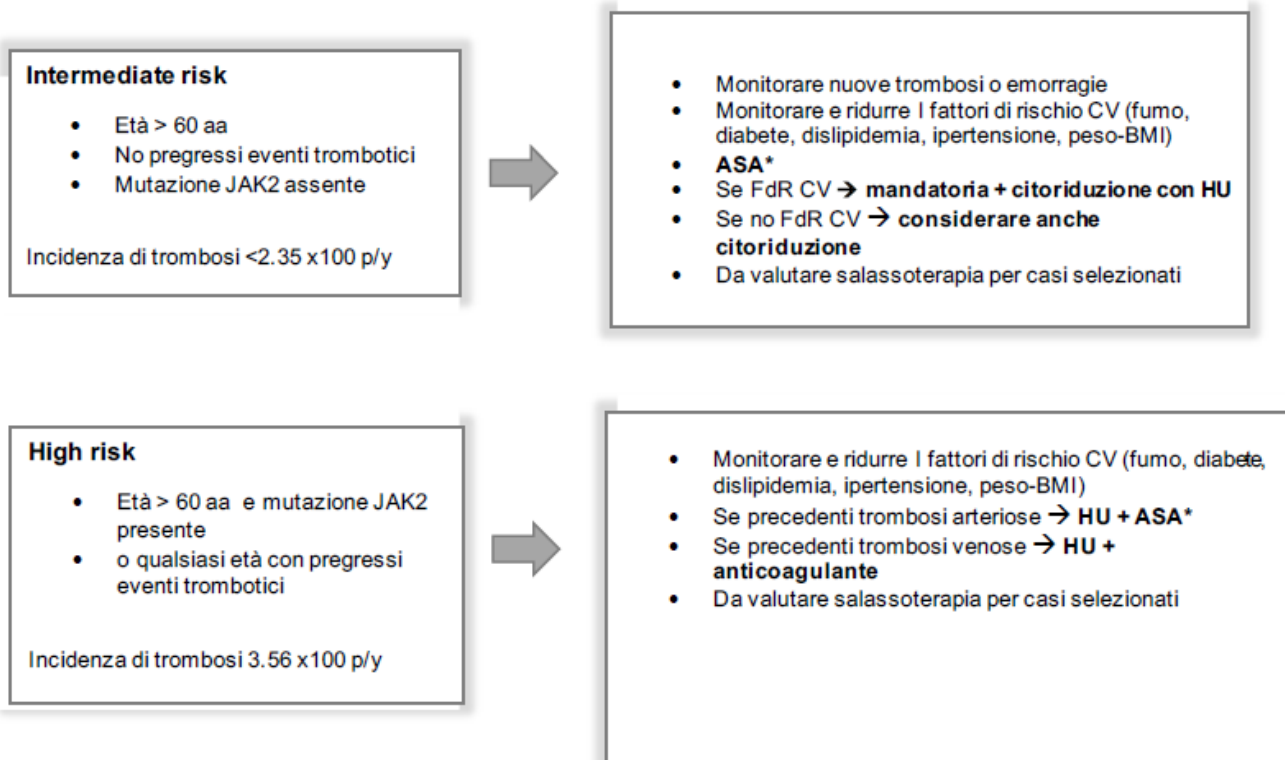 Intermediate risk
• Età > 60 aa
• No pregressi eventi trombotici
• Mutazione JAK2 assente
Incidenza di trombosi <2.35 x100 p/y
• Monitorare nuove trombosi o emorragie
• Monitorare e ridurre I fattori di rischio CV (fumo,
diabete, dislipidemia, ipertensione, peso-BMI)
• ASA*
• Se FdR CV → mandatoria + citoriduzione con HU
• Se no FdR CV → considerare anche
citoriduzione
• Da valutare salassoterapia per casi selezionati
High risk
• Età > 60 aa e mutazione JAK2
presente
• o qualsiasi età con pregressi
eventi trombotici
Incidenza di trombosi 3.56 x100 p/y
• Monitorare e ridurre I fattori di rischio CV (fumo, diabete,
dislipidemia, ipertensione, peso-BMI)
• Se precedenti trombosi arteriose → HU + ASA*
• Se precedenti trombosi venose → HU +
anticoagulante
• Da valutare salassoterapia per casi selezionati